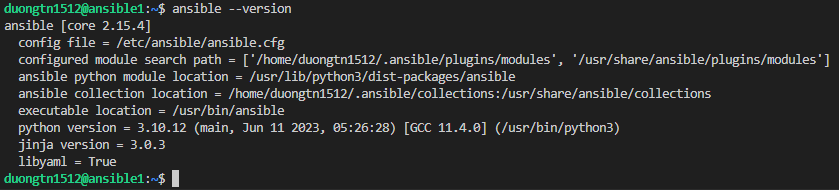 duongtn1512@ansible1:~$ ansible --version
ansible [core 2.15.4]
  config file = /etc/ansible/ansible.cfg
  configured module search path = ['/home/duongtn1512/.ansible/plugins/modules', '/usr/share/ansible/plugins/modules']
  ansible python module location = /usr/lib/python3/dist-packages/ansible
  ansible collection location = /home/duongtn1512/.ansible/collections:/usr/share/ansible/collections
  executable location = /usr/bin/ansible
  python version = 3.10.12 (main, Jun 11 2023, 05:26:28) [GCC 11.4.0] (/usr/bin/python3)
  jinja version = 3.0.3
  libyaml = True
duongtn1512@ansible1:~$